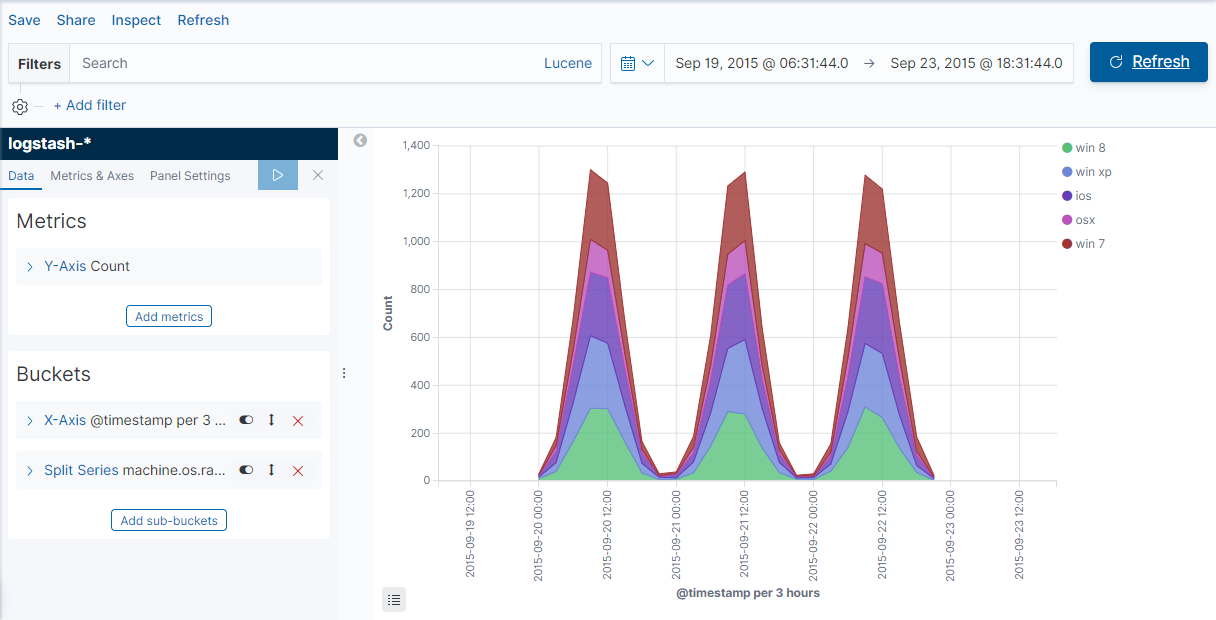 Save Share Inspect Refresh
Filters Search Lucene Sep 19, 2015 @ 06:31:44.0 → Sep 23, 2015 @ 18:31:44.0 Refresh
+ Add filter
logstash-*
Data Metrics & Axes Panel Settings
Metrics
Y-Axis Count
Add metrics
Buckets
X-Axis @timestamp per 3 ...
Split Series machine.os.ra...
Add sub-buckets
1,400
1,200
1,000
800
600
400
200
0
Count
2015-09-19 12:00
2015-09-20 00:00
2015-09-20 12:00
2015-09-21 00:00
2015-09-21 12:00
2015-09-22 00:00
2015-09-22 12:00
2015-09-23 00:00
2015-09-23 12:00
@timestamp per 3 hours
win 8
win xp
ios
osx
win 7